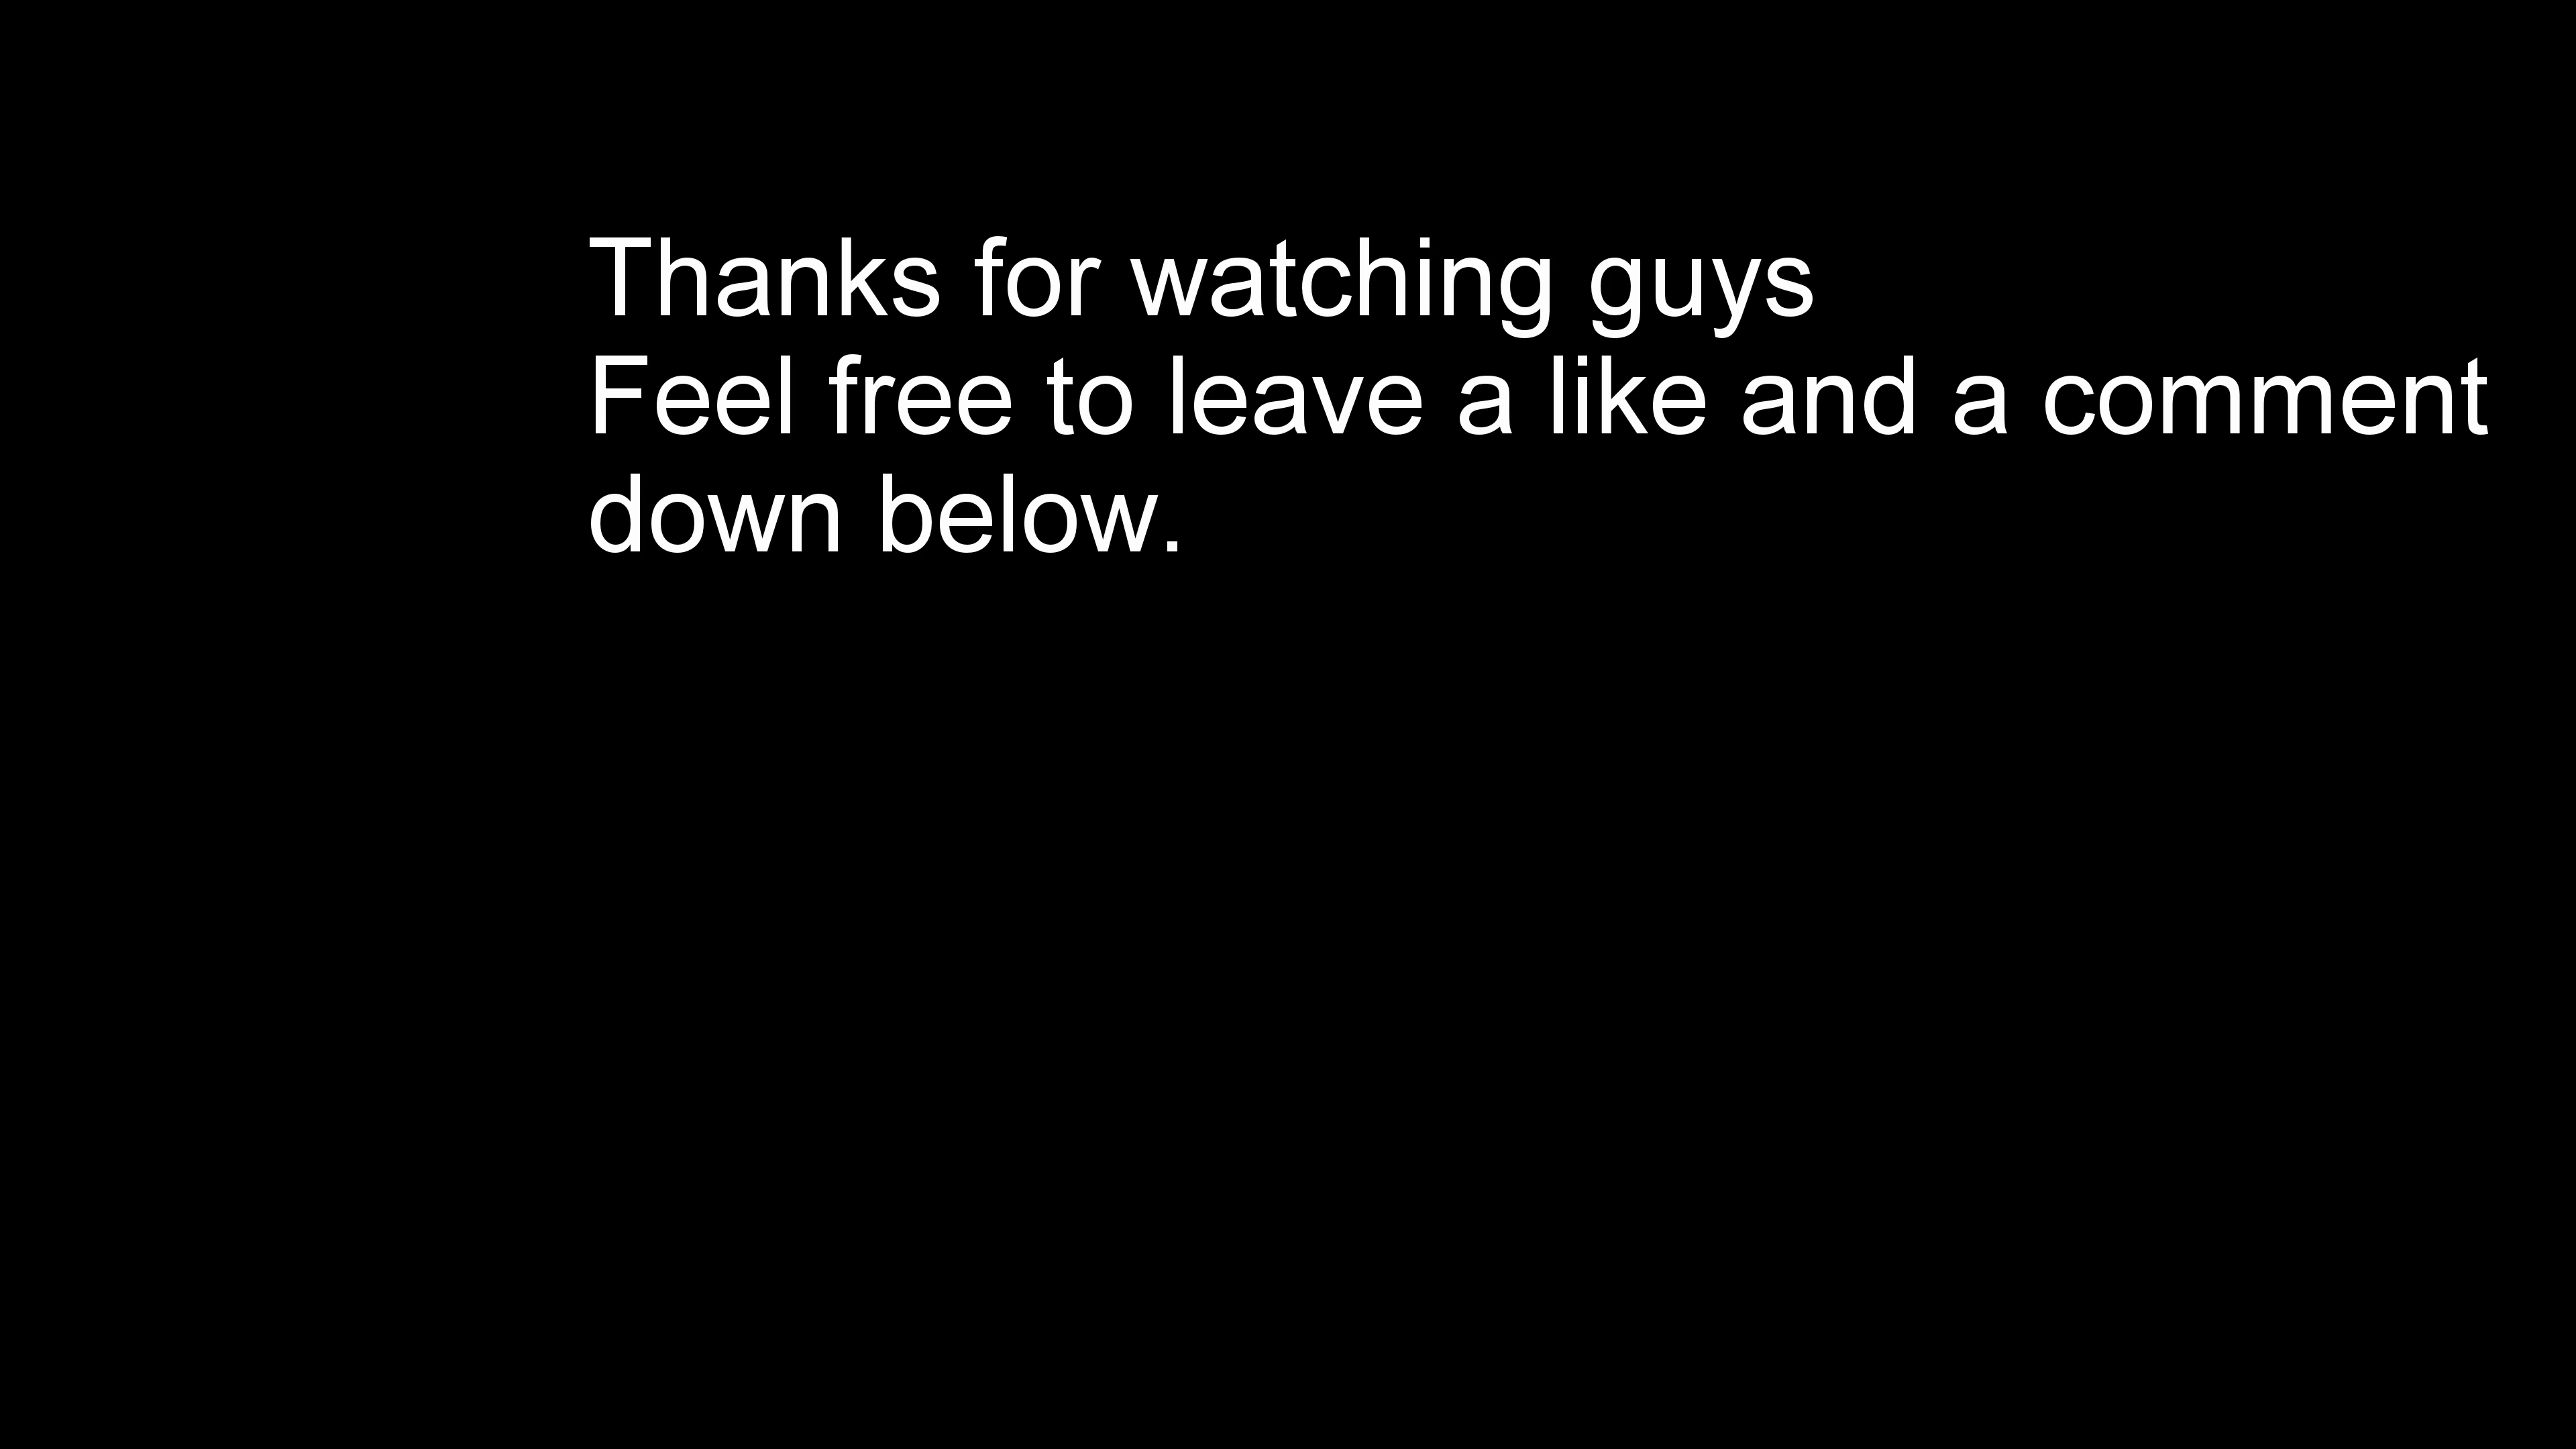 Thanks for watching guys
Feel free to leave a like and a comment
down below.